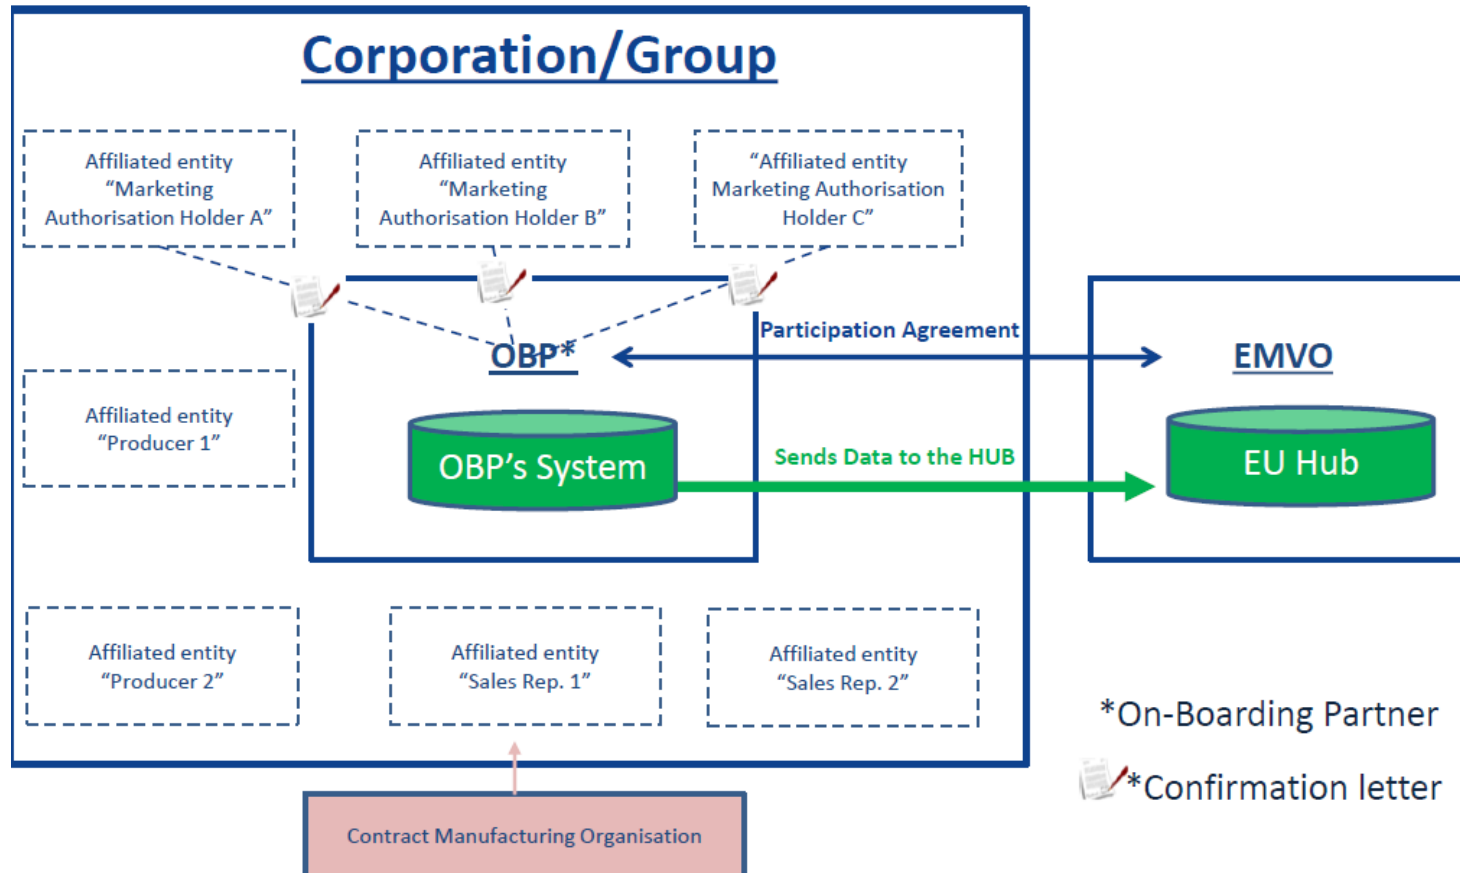 Corporation/Group
Affiliated entity
“Marketing
Authorisation Holder A”
Affiliated entity
“Marketing
Authorisation Holder B”
“Affiliated entity
Marketing Authorisation
Holder C”
Participation Agreement
OBP*
EMVO
Affiliated entity
“Producer 1”
OBP’s System
Sends Data to the HUB
EU Hub
Affiliated entity
“Producer 2”
Affiliated entity
“Sales Rep. 1”
Affiliated entity
“Sales Rep. 2”
*On-Boarding Partner
*Confirmation letter
Contract Manufacturing Organisation